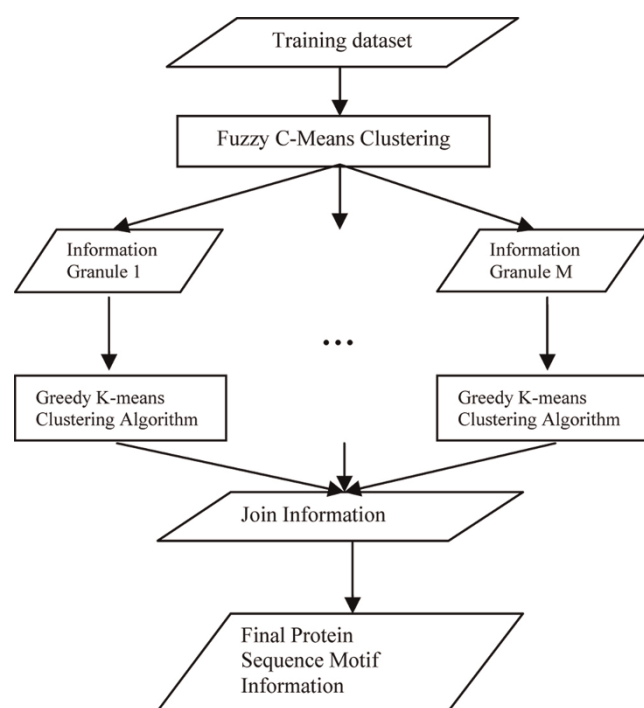 Training dataset
Fuzzy C-Means Clustering
Information
Granule 1
Information
Granule M
...
Greedy K-means
Clustering Algorithm
Greedy K-means
Clustering Algorithm
Join Information
Final Protein
Sequence Motif
Information